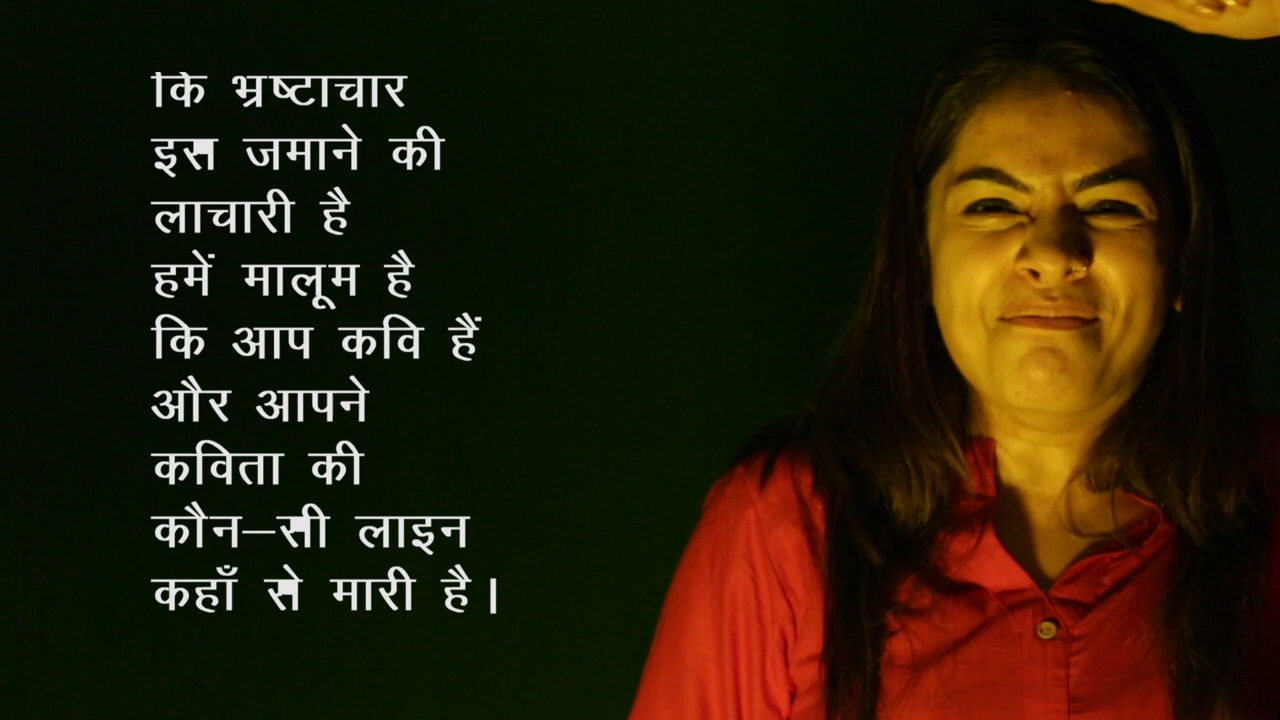 कि भ्रष्टाचार
इस जमाने की
लाचारी है
हमें मालूम है
कि आप कवि हैं
और आपने
कविता की
कौन–सी लाइन
कहाँ से मारी है।